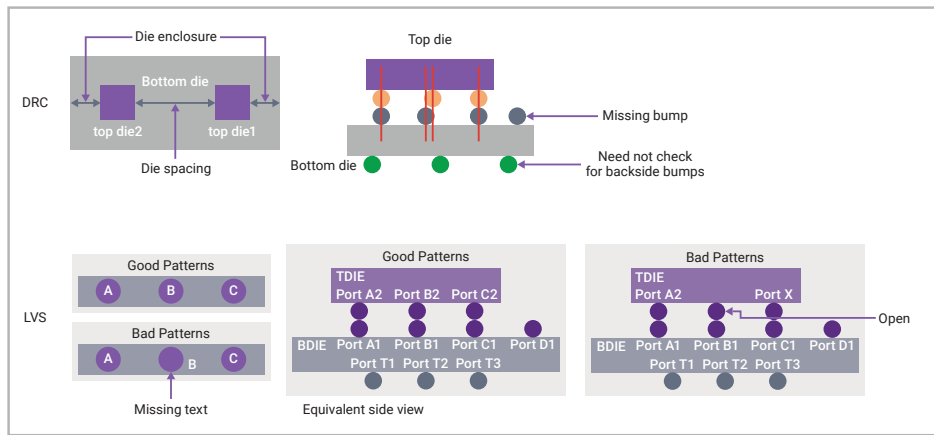 DRC
Die enclosure
Bottom die
top die2
top die1
Die spacing
Top die
Missing bump
Bottom die
Need not check
for backside bumps
LVS
Good Patterns
A
B
C
Bad Patterns
A
B
C
Missing text
Good Patterns
TDIE
Port A2
Port B2
Port C2
BDIE
Port A1
Port B1
Port C1
Port D1
Port T1
Port T2
Port T3
Equivalent side view
Bad Patterns
TDIE
Port A2
Port X
Open
BDIE
Port A1
Port B1
Port C1
Port D1
Port T1
Port T2
Port T3